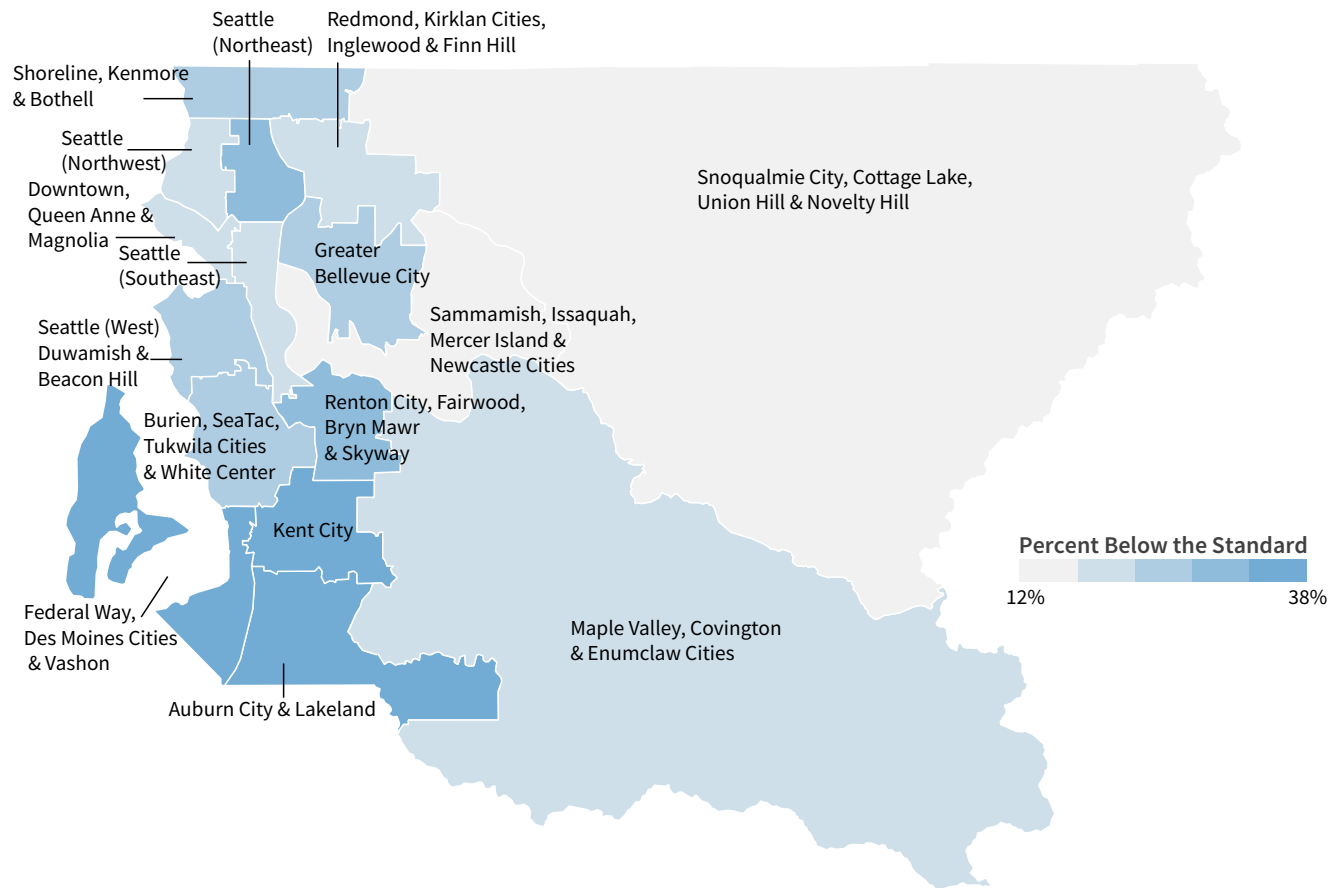 Seattle
(Northeast)
Redmond, Kirklan Cities,
Inglewood & Finn Hill
Shoreline, Kenmore
& Bothell
Seattle
(Northwest)
Downtown,
Queen Anne &
Magnolia
Seattle
(Southeast)
Snoqualmie City, Cottage Lake,
Union Hill & Novelty Hill
Greater
Bellevue City
Sammamish, Issaquah,
Mercer Island &
Newcastle Cities
Seattle (West)
Duwamish &
Beacon Hill
Renton City, Fairwood,
Bryn Mawr
& Skyway
Burien, SeaTac,
Tukwila Cities
& White Center
Kent City
Percent Below the Standard
12%
38%
Federal Way,
Des Moines Cities
& Vashon
Maple Valley, Covington
& Enumclaw Cities
Auburn City & Lakeland